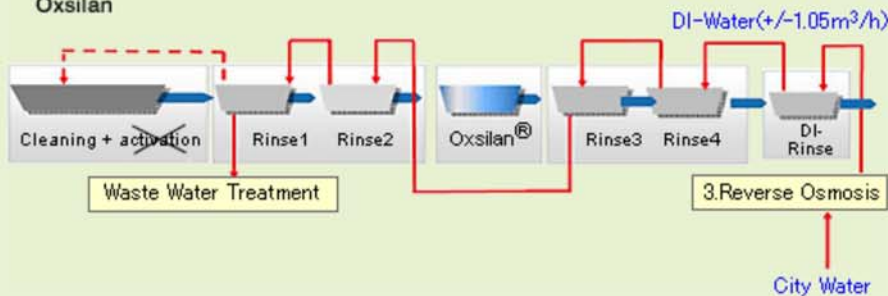 Oxsilan
DI-Water(+/-1.05m³/h)
Cleaning + activation
Rinse1
Rinse2
Oxsilan®
Rinse3
Rinse4
DI-
Rinse
Waste Water Treatment
3.Reverse Osmosis
City Water